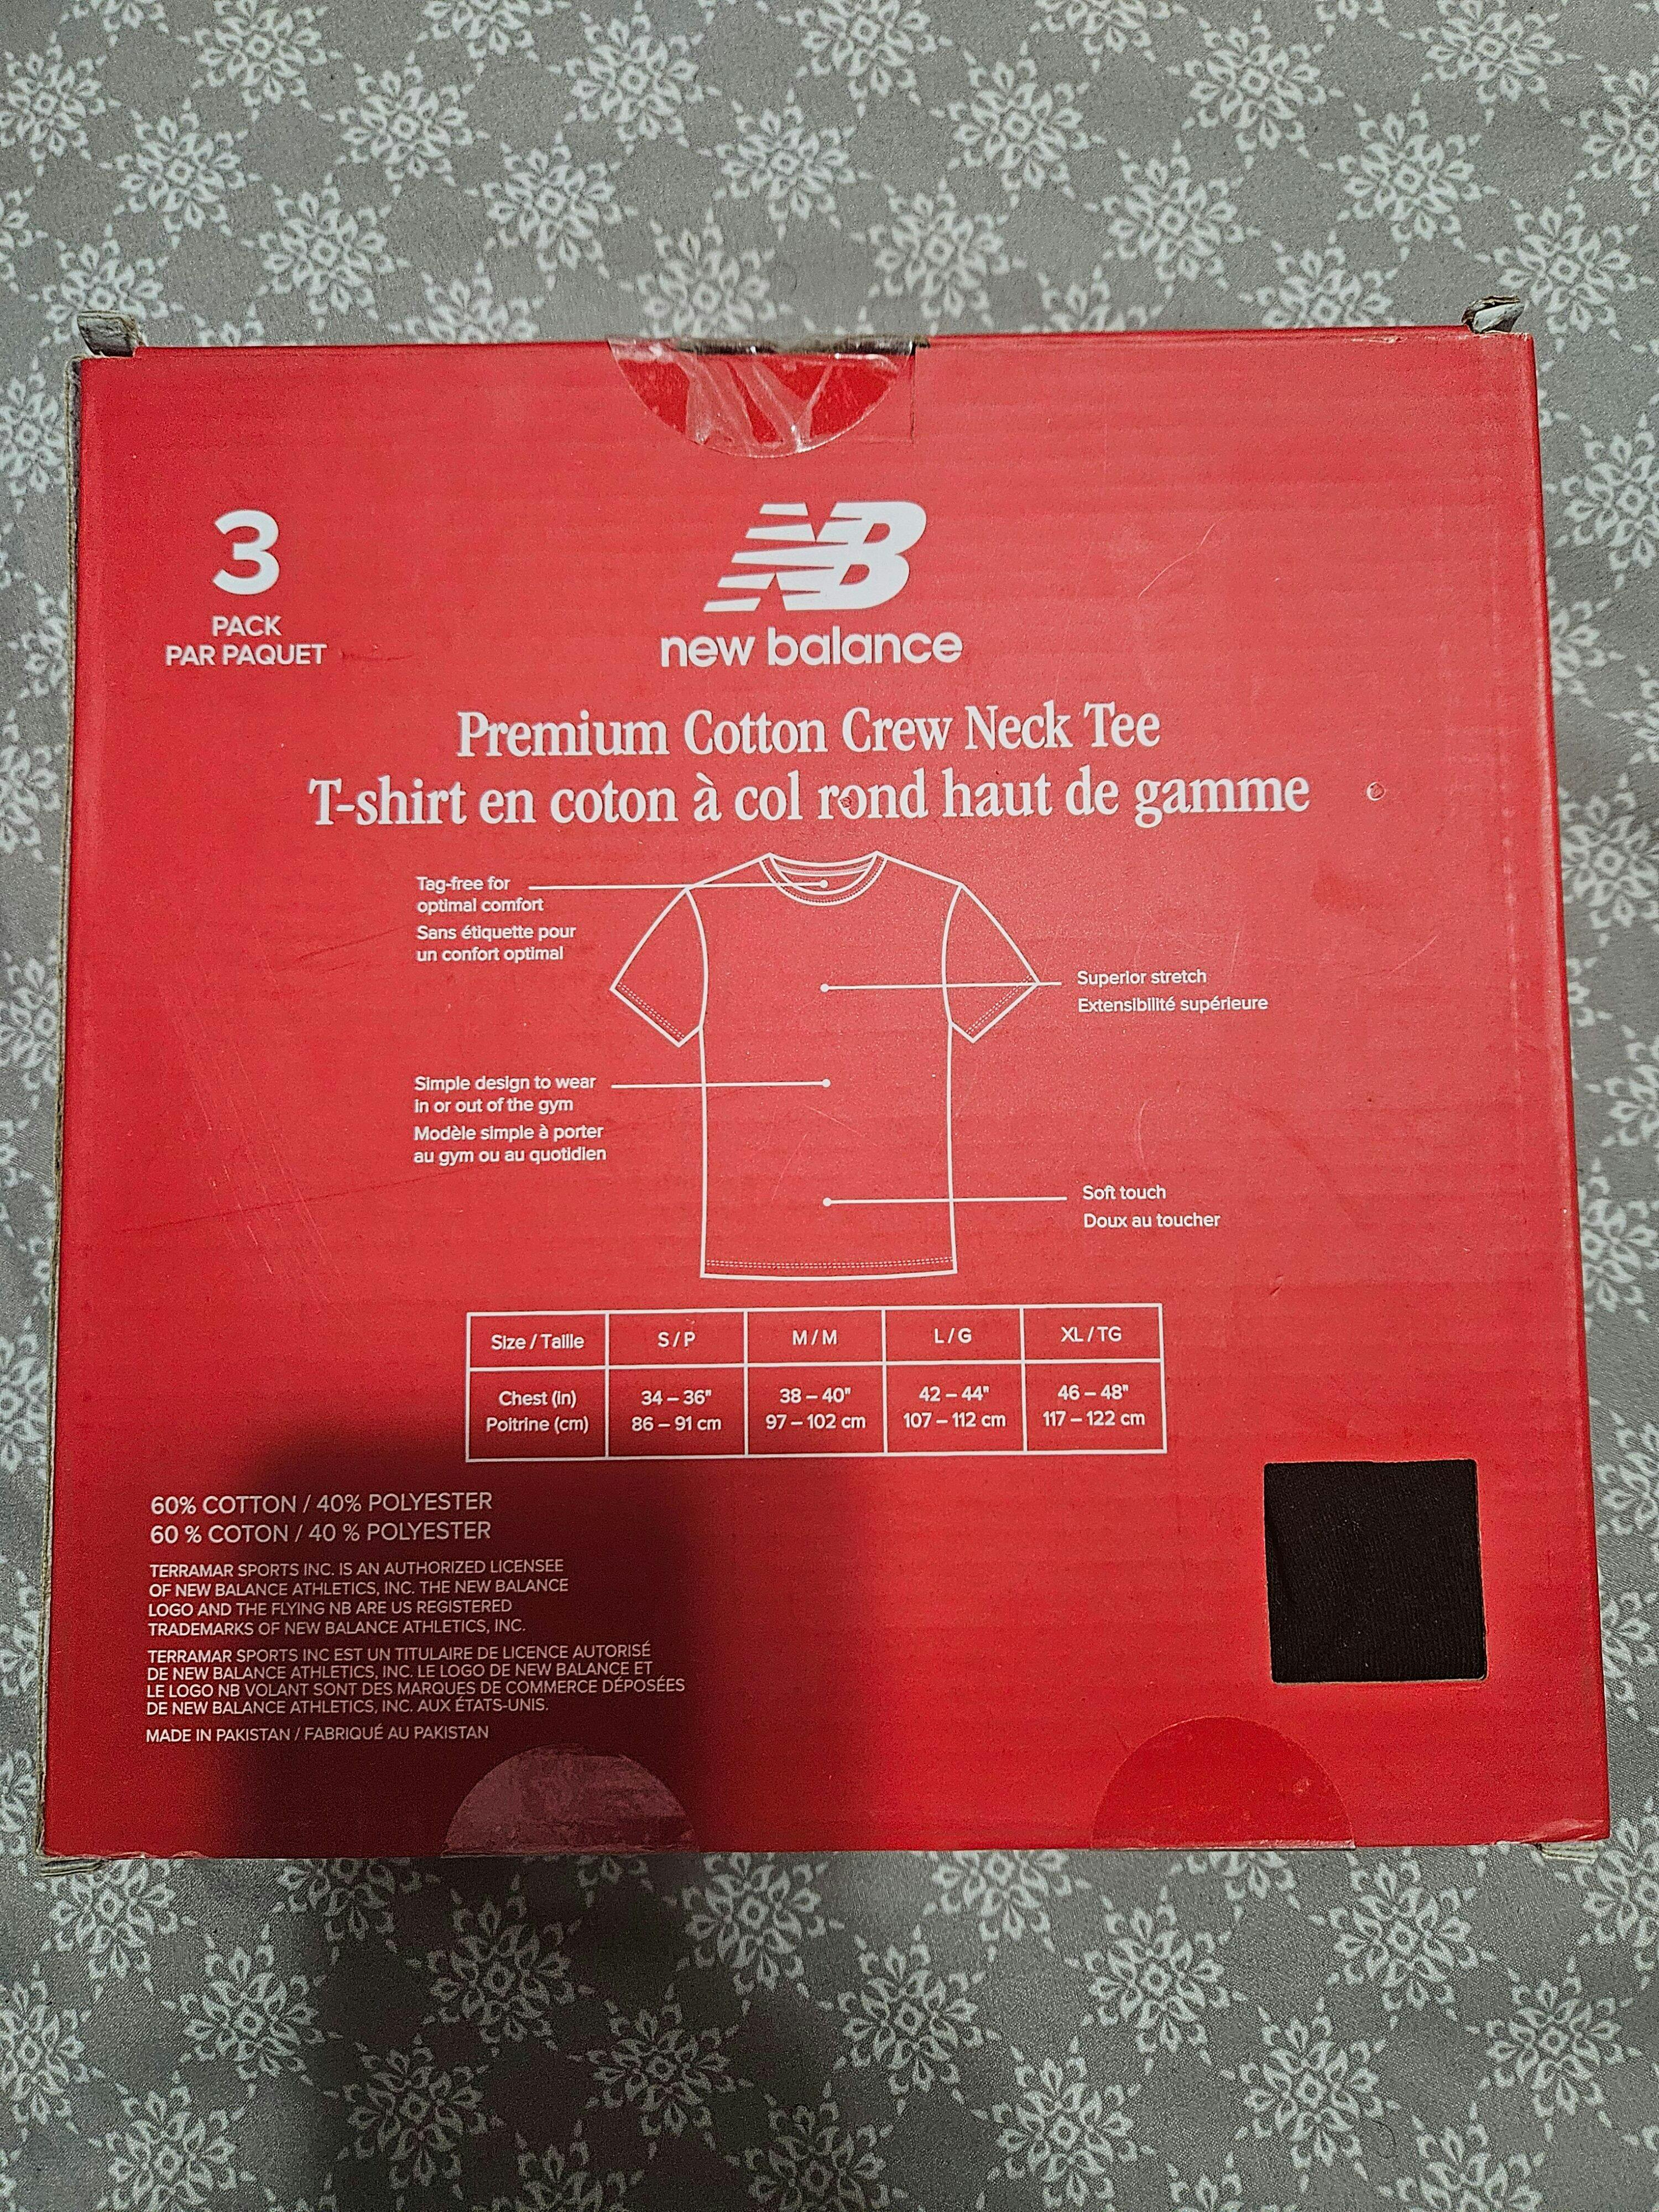 3
PACK
PAR PAQUET
NB
new balance
Premium Cotton Crew Neck Tee
T-shirt en coton à col rond haut de gamme
Tag-free for
optimal comfort
Sans étiquette pour
un confort optimal
Superior stretch
Extensibilité supérieure
Simple design to wear
in or out of the gym
Modèle simple à porter
au gym ou au quotidien
Soft touch
Doux au toucher
Size / Taille S / P M / M L / G XL / TG
Chest (in) 34 – 36" 38 – 40" 42 – 44" 46 – 48"
Poitrine (cm) 86 – 91 cm 97 – 102 cm 107 – 112 cm 117 – 122 cm
60% COTTON / 40% POLYESTER
60 % COTON / 40 % POLYESTER
TERRAMAR SPORTS INC. IS AN AUTHORIZED LICENSEE
OF NEW BALANCE ATHLETICS, INC. THE NEW BALANCE
LOGO AND THE FLYING NB ARE US REGISTERED
TRADEMARKS OF NEW BALANCE ATHLETICS, INC.
TERRAMAR SPORTS INC EST UN TITULAIRE DE LICENCE AUTORISÉ
DE NEW BALANCE ATHLETICS, INC. LE LOGO DE NEW BALANCE ET
LE LOGO NB VOLANT SONT DES MARQUES DE COMMERCE DÉPOSÉES
DE NEW BALANCE ATHLETICS, INC. AUX ÉTATS-UNIS.
MADE IN PAKISTAN / FABRIQUÉ AU PAKISTAN